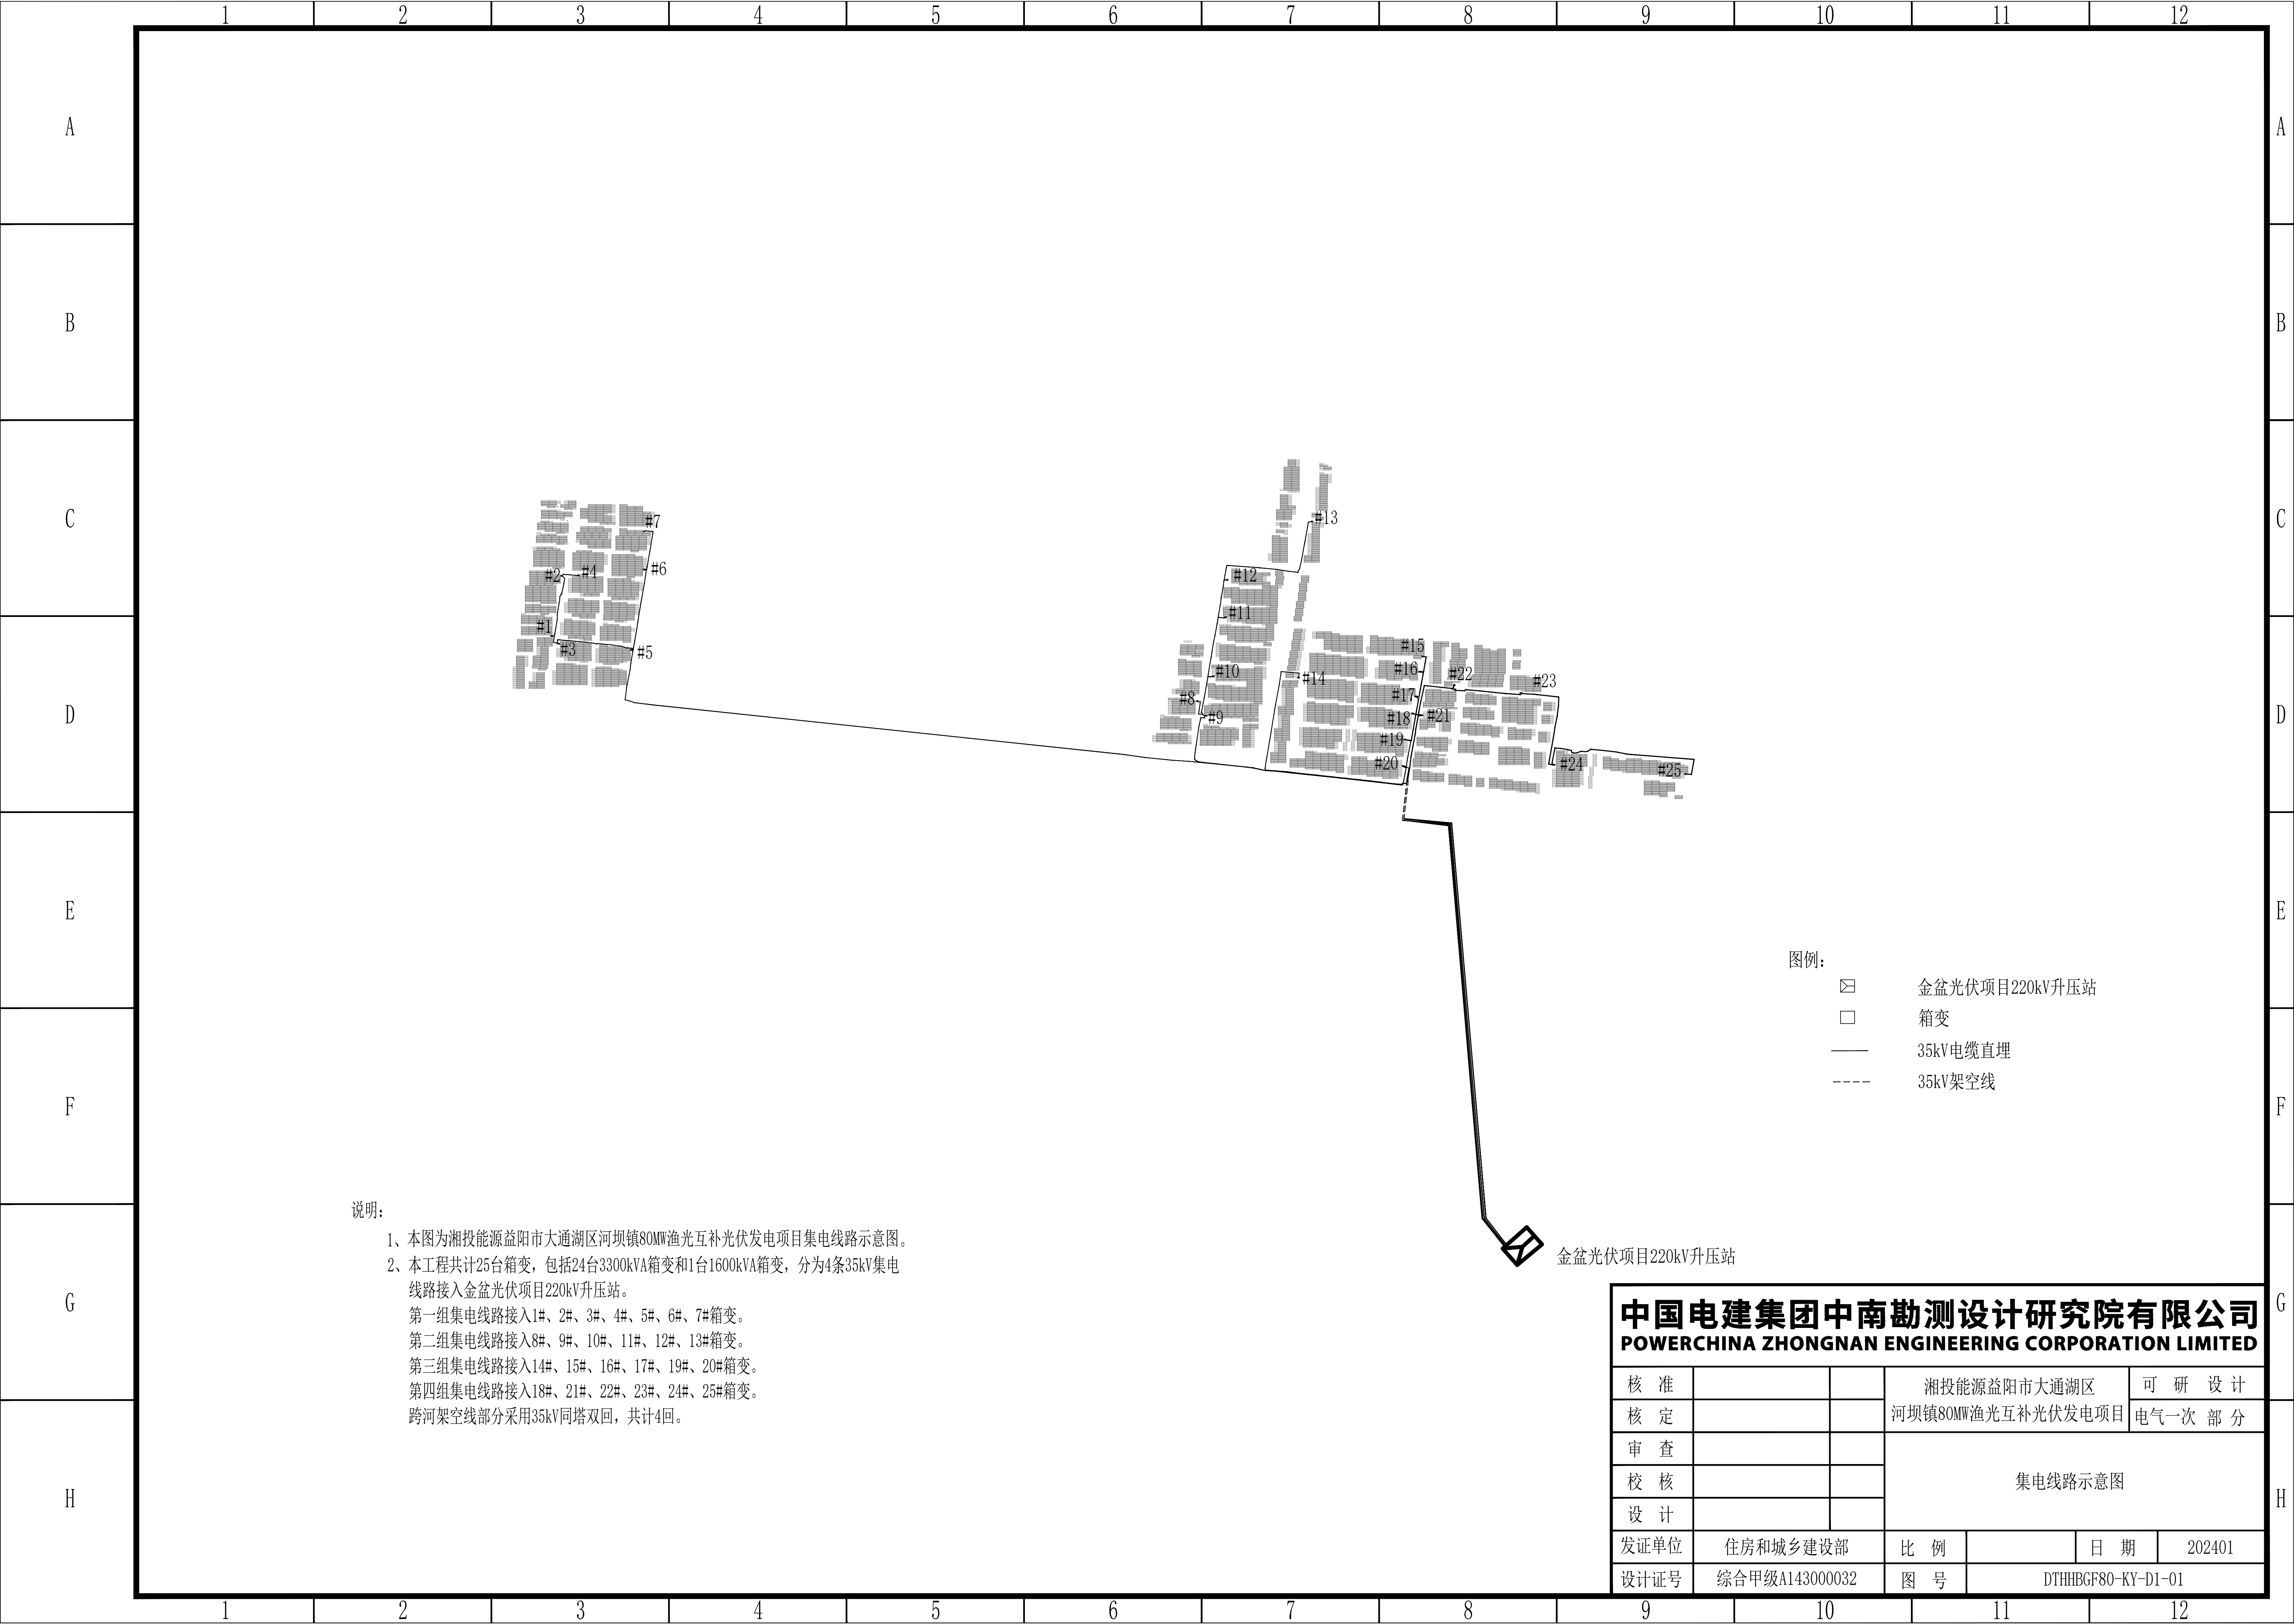 1 2 3 4 5 6 7 8 9 10 11 12
A A
B B
C C
D D
E E
F F
G G
H H
#7
#6
#2
#4
#1
#3
#5
#13
#12
#11
#10
#8
#9
#14
#15
#16
#17
#18
#19
#20
#22
#23
#21
#24
#25
图例：
金盆光伏项目220kV升压站
箱变
35kV电缆直埋
35kV架空线
金盆光伏项目220kV升压站
说明：
1、本图为湘投能源益阳市大通湖区河坝镇80MW渔光互补光伏发电项目集电线路示意图。
2、本工程共计25台箱变，包括24台3300kVA箱变和1台1600kVA箱变，分为4条35kV集电
线路接入金盆光伏项目220kV升压站。
第一组集电线路接入1#、2#、3#、4#、5#、6#、7#箱变。
第二组集电线路接入8#、9#、10#、11#、12#、13#箱变。
第三组集电线路接入14#、15#、16#、17#、19#、20#箱变。
第四组集电线路接入18#、21#、22#、23#、24#、25#箱变。
跨河架空线部分采用35kV同塔双回，共计4回。
中国电建集团中南勘测设计研究院有限公司
POWERCHINA ZHONGNAN ENGINEERING CORPORATION LIMITED
核 准
核 定
审 查
校 核
设 计
湘投能源益阳市大通湖区
河坝镇80MW渔光互补光伏发电项目
可 研 设 计
电气一次 部 分
集电线路示意图
发证单位 住房和城乡建设部 比 例 日 期 202401
设计证号 综合甲级A143000032 图 号 DTHHBGF80-KY-D1-01
1 2 3 4 5 6 7 8 9 10 11 12